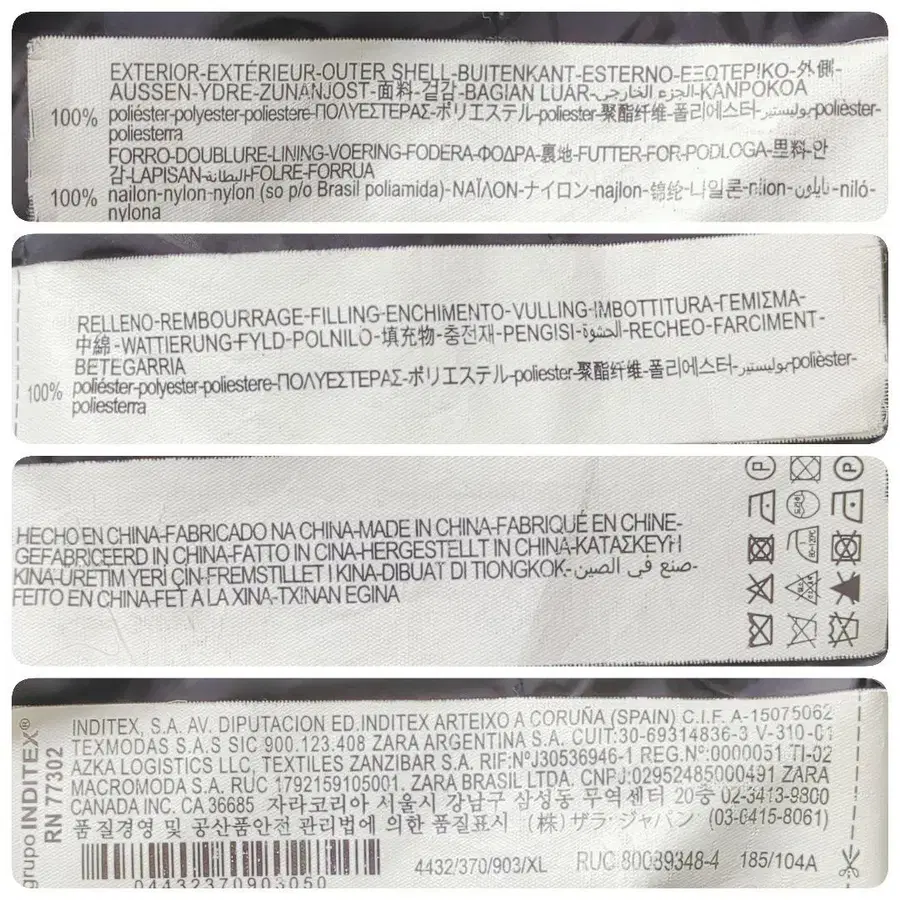 EXTERIOR-EXTÉRIEUR-OUTER SHELL-BUITENKANT-ESTERNO-ΕΞΩΤΕΡΙΚΟ-外側-
AUSSEN-YDRE-ZUNANJOST-面料-겉감-BAGIAN LUAR-الجزء الخارجي-KANPOKOA
100% poliéster-polyester-poliestere-ΠΟΛΥΕΣΤΕΡΑΣ-ポリエステル-poliester-聚酯纤维-폴리에스터-بوليستير-polièster-
poliesterra
FORRO-DOUBLURE-LINING-VOERING-FODERA-ΦΟΔΡΑ-裏地-FUTTER-FOR-PODLOGA-里料-안
감-LAPISAN-البطانة-FOLRE-FORRUA
100% nailon-nylon-nylon (so p/o Brasil poliamida)-ΝΑΪΛΟΝ-ナイロン-najlon-锦纶-나일론-nilon-نايلون-niló-
nylona
RELLENO-REMBOURRAGE-FILLING-ENCHIMENTO-VULLING-IMBOTTITURA-ΓΕΜΙΣΜΑ-
中綿-WATTIERUNG-FYLD-POLNILO-填充物-충전재-PENGISI-الحشوة-RECHEO-FARCIMENT-
BETEGARRIA
100% poliéster-polyester-poliestere-ΠΟΛΥΕΣΤΕΡΑΣ-ポリエステル-poliester-聚酯纤维-폴리에스터-بوليستير-polièster-
poliesterra
HECHO EN CHINA-FABRICADO NA CHINA-MADE IN CHINA-FABRIQUÉ EN CHINE-
GEFABRICEERD IN CHINA-FATTO IN CINA-HERGESTELLT IN CHINA-ΚΑΤΑΣΚΕΥΗ
ΚΙΝΑ-ÜRETIM YERİ ÇİN-FREMSTILLET I KINA-DIBUAT DI TIONGKOK-صنع في الصين-
FEITO EN CHINA-FET A LA XINA-TXINAN EGINA
grupo INDITEX®
RN 77302
INDITEX, S.A. AV. DIPUTACION ED.INDITEX ARTEIXO A CORUÑA (SPAIN) C.I.F. A-15075062
TEXMODAS S.A.S SIC 900.123.408 ZARA ARGENTINA S.A. CUIT:30-69314836-3 V-310-01
AZKA LOGISTICS LLC, TEXTILES ZANZIBAR S.A. RIF:NºJ30536946-1 REG.Nº:0000051 TI-02
MACROMODA S.A. RUC 1792159105001. ZARA BRASIL LTDA. CNPJ:02952485000491 ZARA
CANADA INC. CA 36685 자라코리아 서울시 강남구 삼성동 무역센터 20층 02-3413-9800
품질경영 및 공산품안전 관리법에 의한 품질표시 (株) ザラ・ジャパン (03-6415-8061)
04432370903050 4432/370/903/XL RUC 80039348-4 185/104A